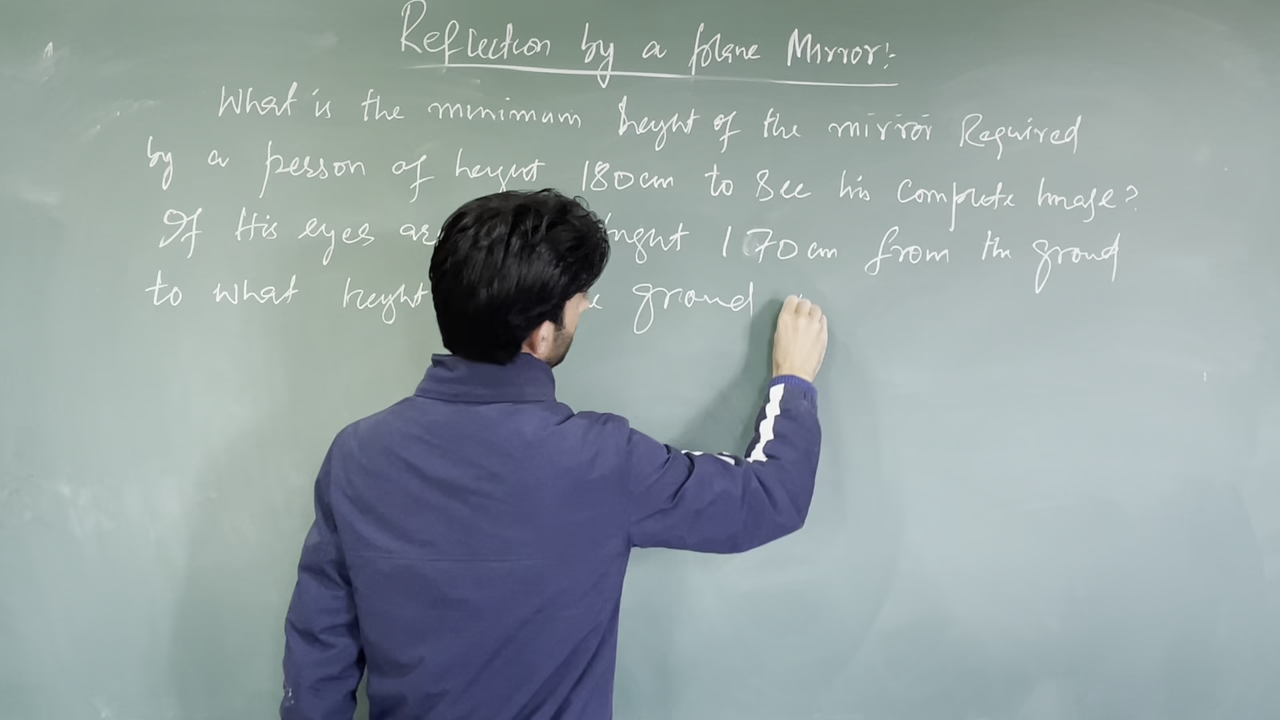 Reflection by a plane Mirror:-
What is the minimum height of the mirror Required
by a person of height 180cm to See his complete Image?
If His eyes are height 170cm from the ground
to what height ground